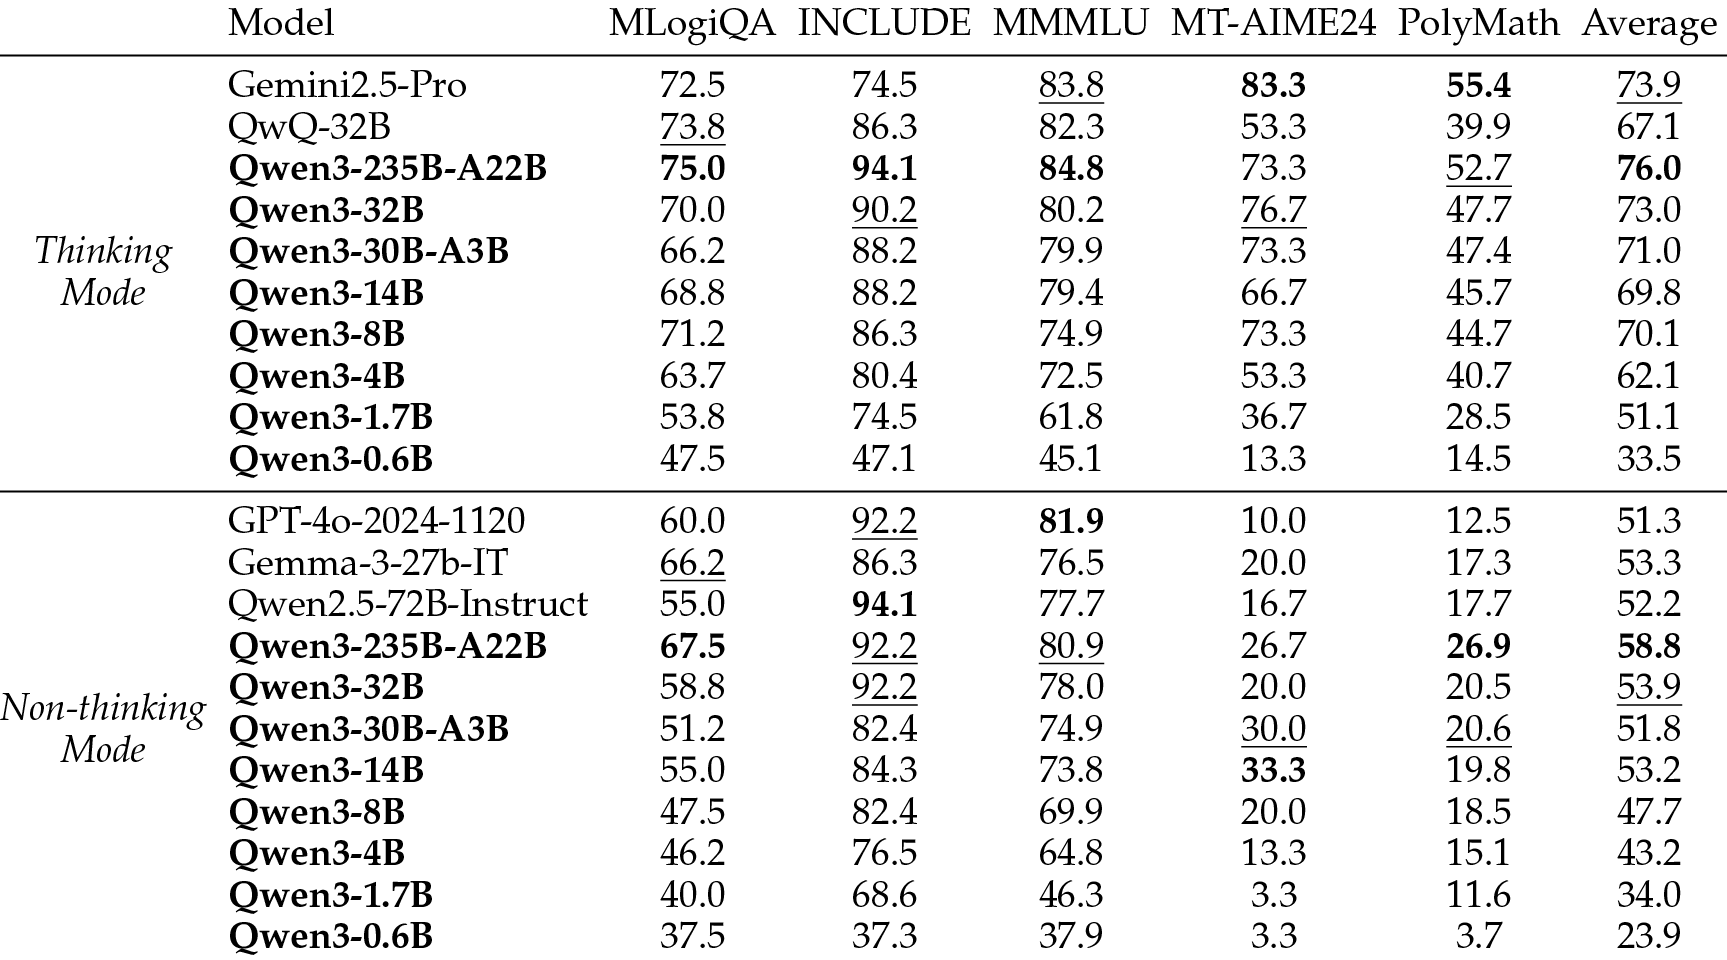 Model MLogiQA INCLUDE MMMLU MT-AIME24 PolyMath Average
Thinking Mode
Gemini2.5-Pro 72.5 74.5 83.8 83.3 55.4 73.9
QwQ-32B 73.8 86.3 82.3 53.3 39.9 67.1
Qwen3-235B-A22B 75.0 94.1 84.8 73.3 52.7 76.0
Qwen3-32B 70.0 90.2 80.2 76.7 47.7 73.0
Qwen3-30B-A3B 66.2 88.2 79.9 73.3 47.4 71.0
Qwen3-14B 68.8 88.2 79.4 66.7 45.7 69.8
Qwen3-8B 71.2 86.3 74.9 73.3 44.7 70.1
Qwen3-4B 63.7 80.4 72.5 53.3 40.7 62.1
Qwen3-1.7B 53.8 74.5 61.8 36.7 28.5 51.1
Qwen3-0.6B 47.5 47.1 45.1 13.3 14.5 33.5
Non-thinking Mode
GPT-4o-2024-1120 60.0 92.2 81.9 10.0 12.5 51.3
Gemma-3-27b-IT 66.2 86.3 76.5 20.0 17.3 53.3
Qwen2.5-72B-Instruct 55.0 94.1 77.7 16.7 17.7 52.2
Qwen3-235B-A22B 67.5 92.2 80.9 26.7 26.9 58.8
Qwen3-32B 58.8 92.2 78.0 20.0 20.5 53.9
Qwen3-30B-A3B 51.2 82.4 74.9 30.0 20.6 51.8
Qwen3-14B 55.0 84.3 73.8 33.3 19.8 53.2
Qwen3-8B 47.5 82.4 69.9 20.0 18.5 47.7
Qwen3-4B 46.2 76.5 64.8 13.3 15.1 43.2
Qwen3-1.7B 40.0 68.6 46.3 3.3 11.6 34.0
Qwen3-0.6B 37.5 37.3 37.9 3.3 3.7 23.9